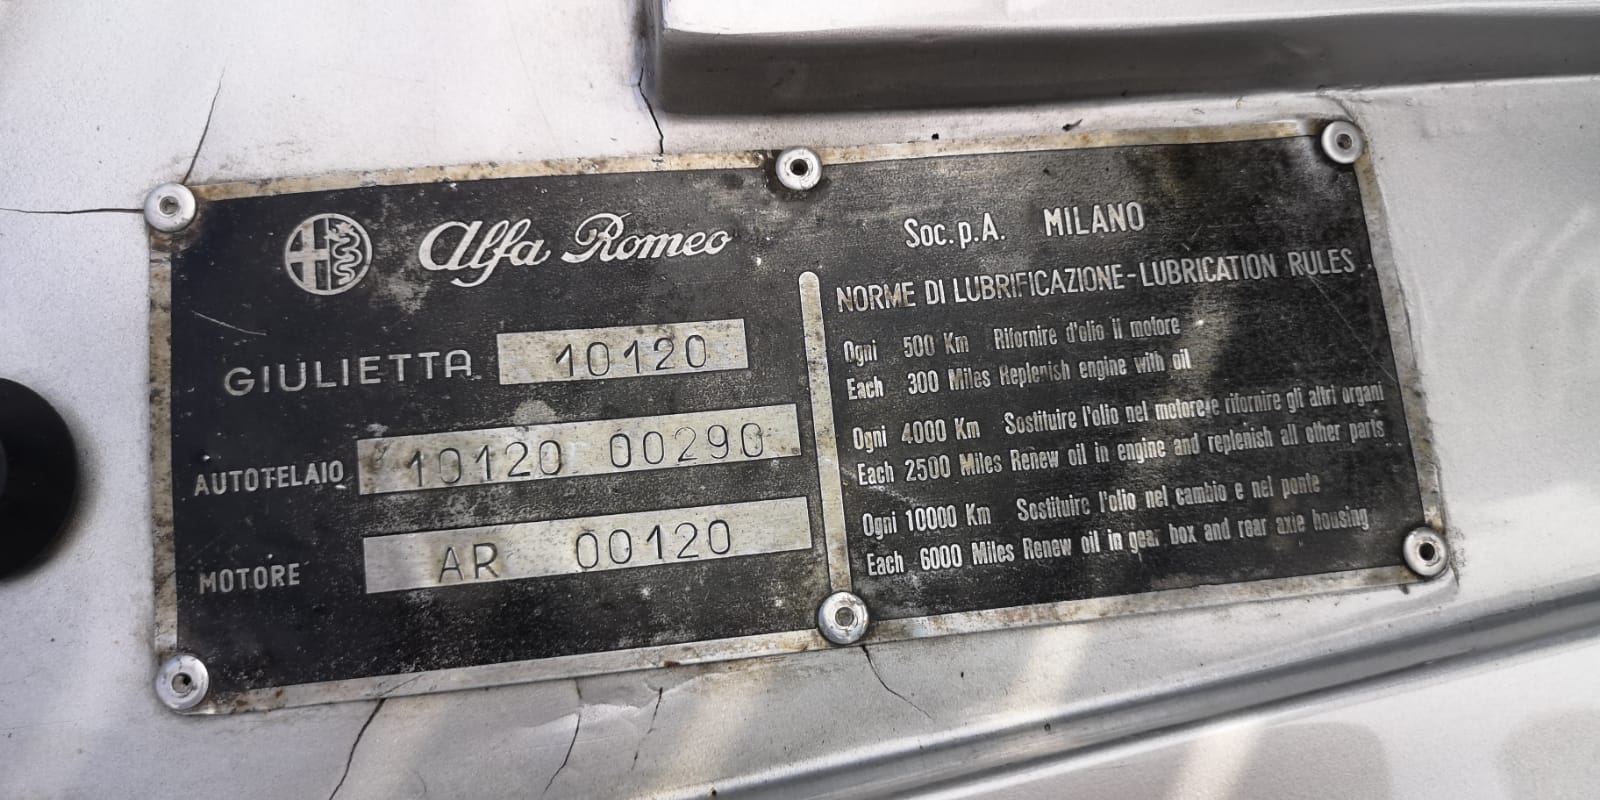 Alfa Romeo
GIULIETTA 10120
AUTOTELAIO 10120 00290
MOTORE AR 00120
Soc. p. A. MILANO
NORME DI LUBRIFICAZIONE - LUBRICATION RULES
Ogni 500 Km Rifornire d'olio il motore
Each 300 Miles Replenish engine with oil
Ogni 4000 Km Sostituire l'olio nel motore e rifornire gli altri organi
Each 2500 Miles Renew oil in engine and replenish all other parts
Ogni 10000 Km Sostituire l'olio nel cambio e nel ponte
Each 6000 Miles Renew oil in gear box and rear axle housing